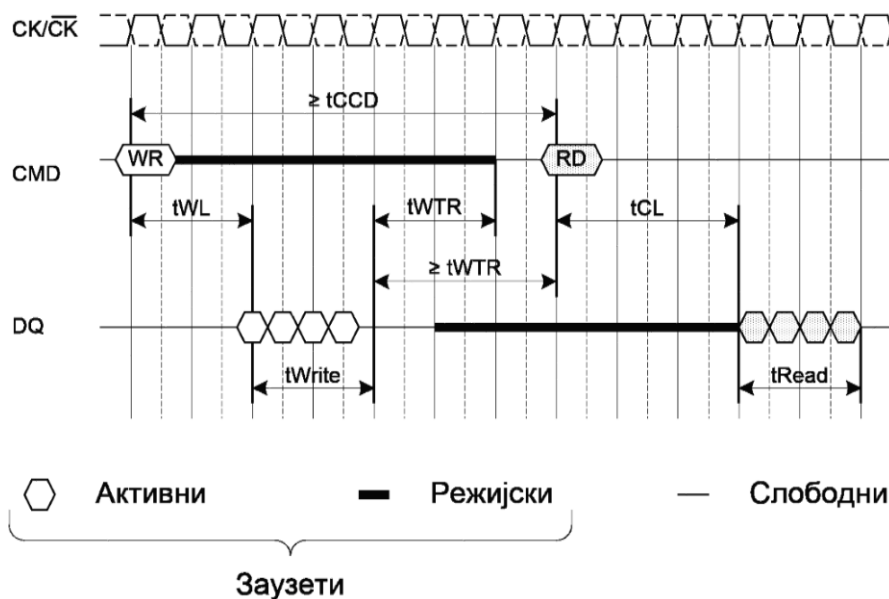 CK/CK
≥ tCCD
WR
RD
CMD
tWL
tWTR
tCL
≥ tWTR
DQ
tWrite
tRead
Активни
Режијски
Слободни
Заузети